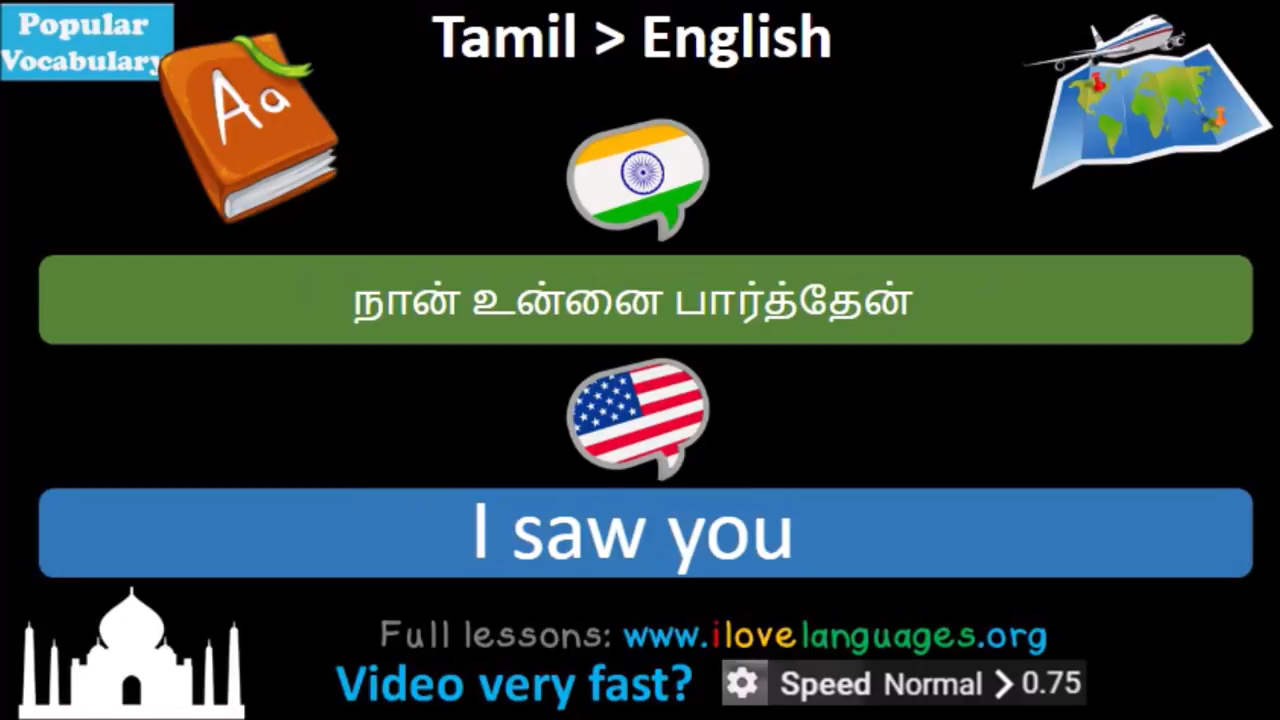 Popular
Vocabulary
Aa
Tamil > English
நான் உன்னை பார்த்தேன்
I saw you
Full lessons: www.ilovelanguages.org
Video very fast? Speed Normal > 0.75